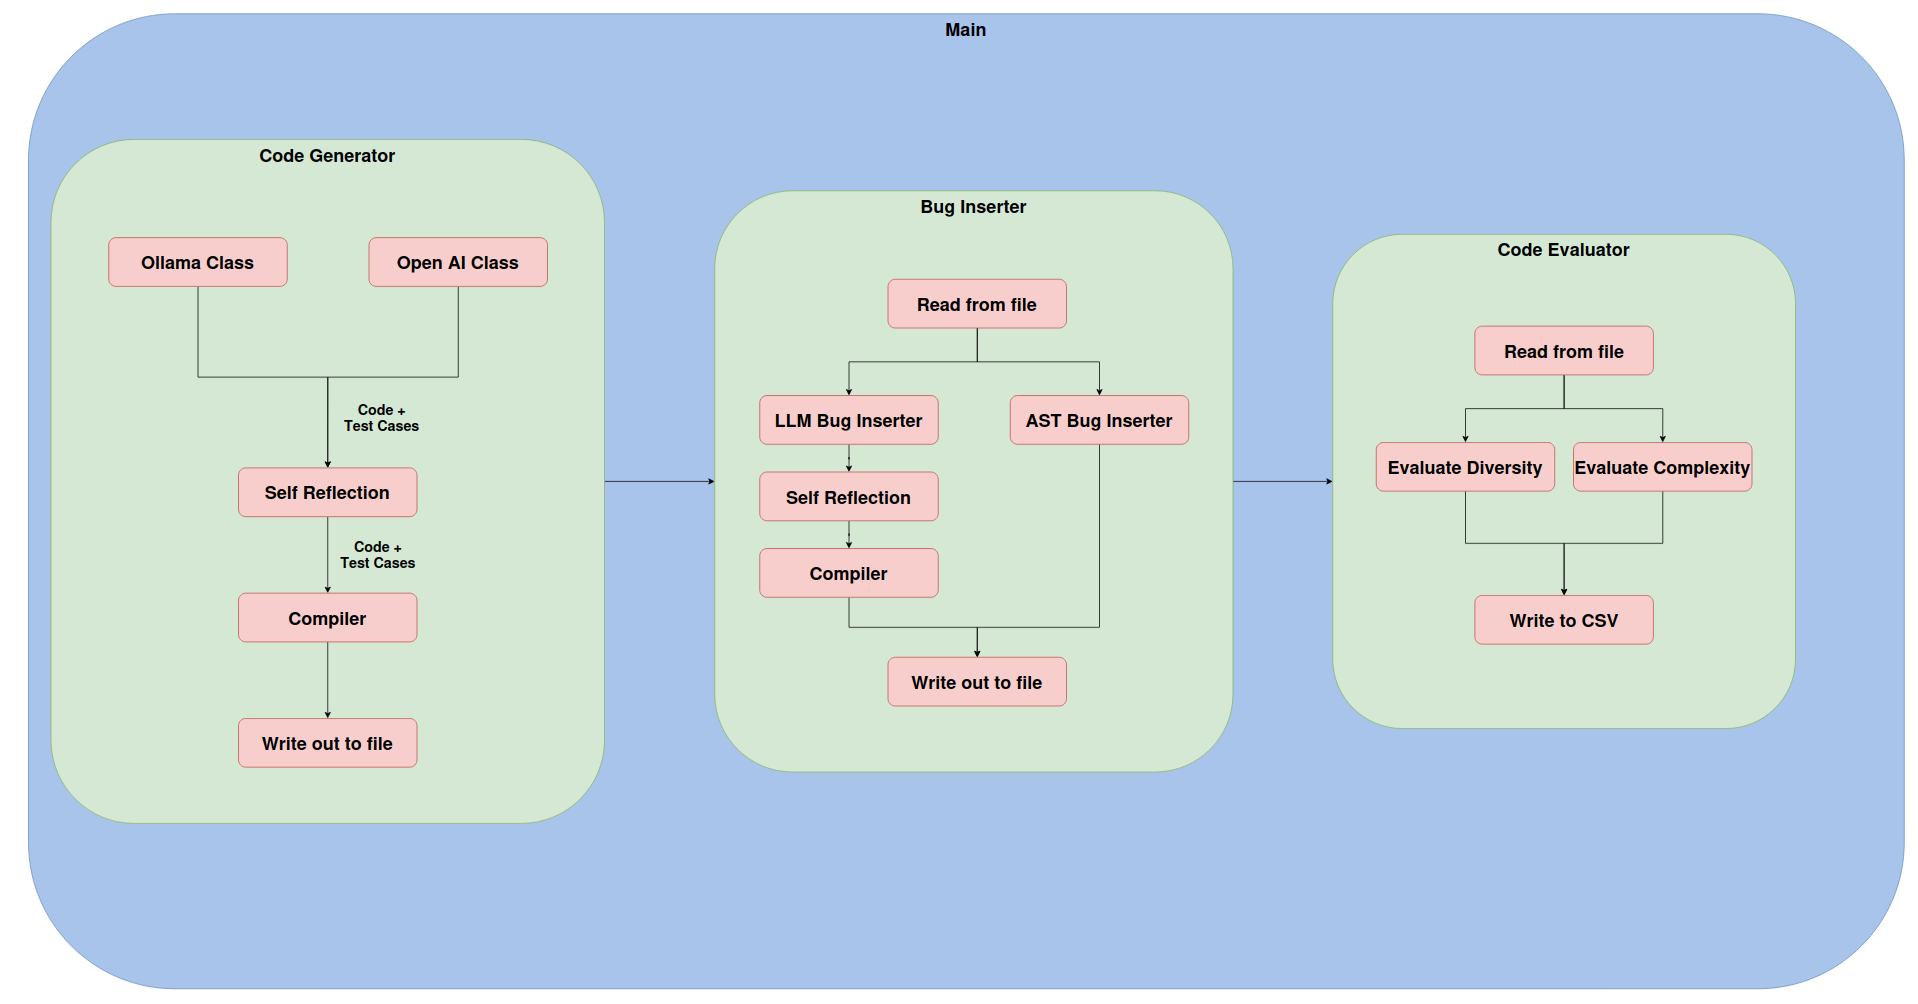 Main
Code Generator
Ollama Class
Open AI Class
Code +
Test Cases
Self Reflection
Code +
Test Cases
Compiler
Write out to file
Bug Inserter
Read from file
LLM Bug Inserter
AST Bug Inserter
Self Reflection
Compiler
Write out to file
Code Evaluator
Read from file
Evaluate Diversity
Evaluate Complexity
Write to CSV